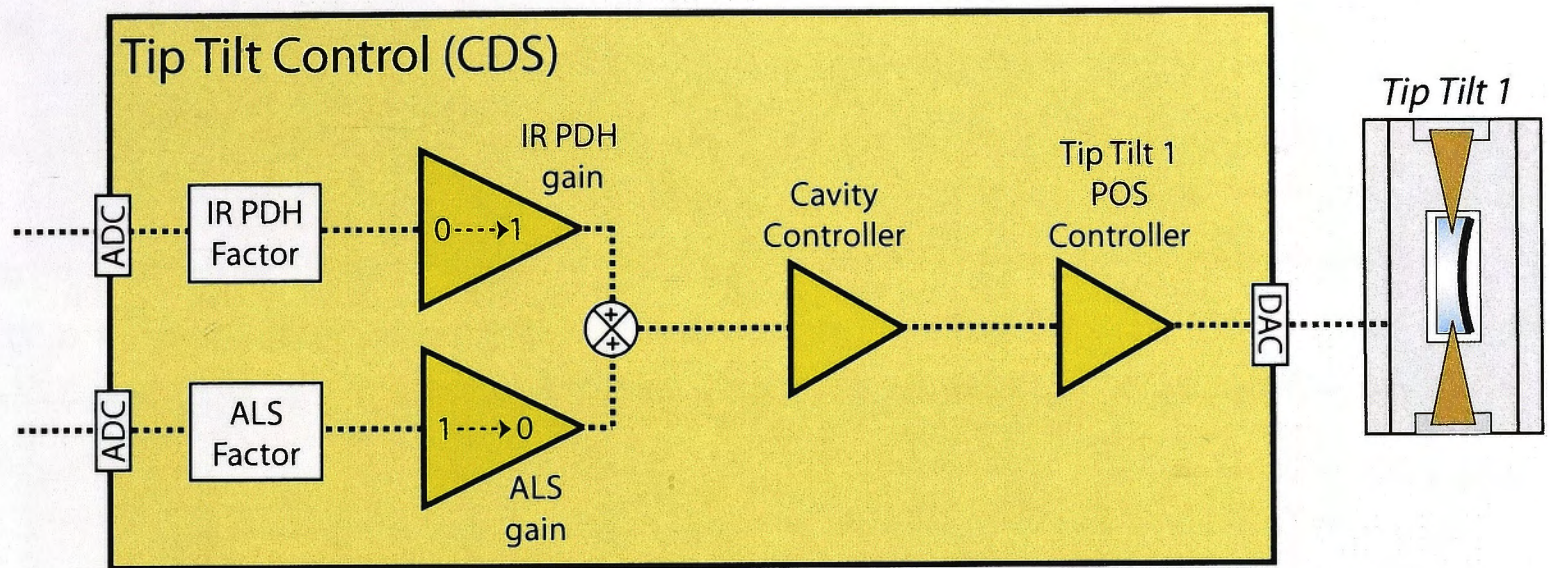 Tip Tilt Control (CDS)
Tip Tilt 1
IR PDH
gain
Tip Tilt 1
POS
Controller
Cavity
Controller
ADC
IR PDH
Factor
0---->1
DAC
ADC
ALS
Factor
1---->0
ALS
gain
+
+